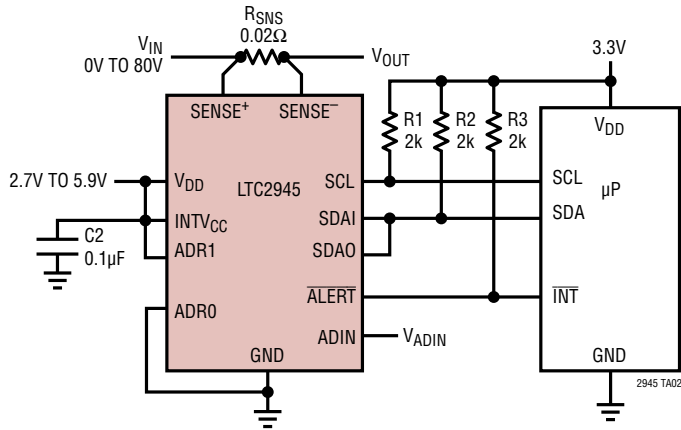 RSNS
0.02Ω
VIN
0V TO 80V
VOUT
3.3V
SENSE+
SENSE−
R1
2k
R2
2k
R3
2k
VDD
2.7V TO 5.9V
VDD
LTC2945
SCL
SCL
µP
INTVCC
SDAI
SDA
C2
0.1µF
ADR1
SDAO
ALERT
INT
ADR0
ADIN
VADIN
GND
GND
2945 TA02